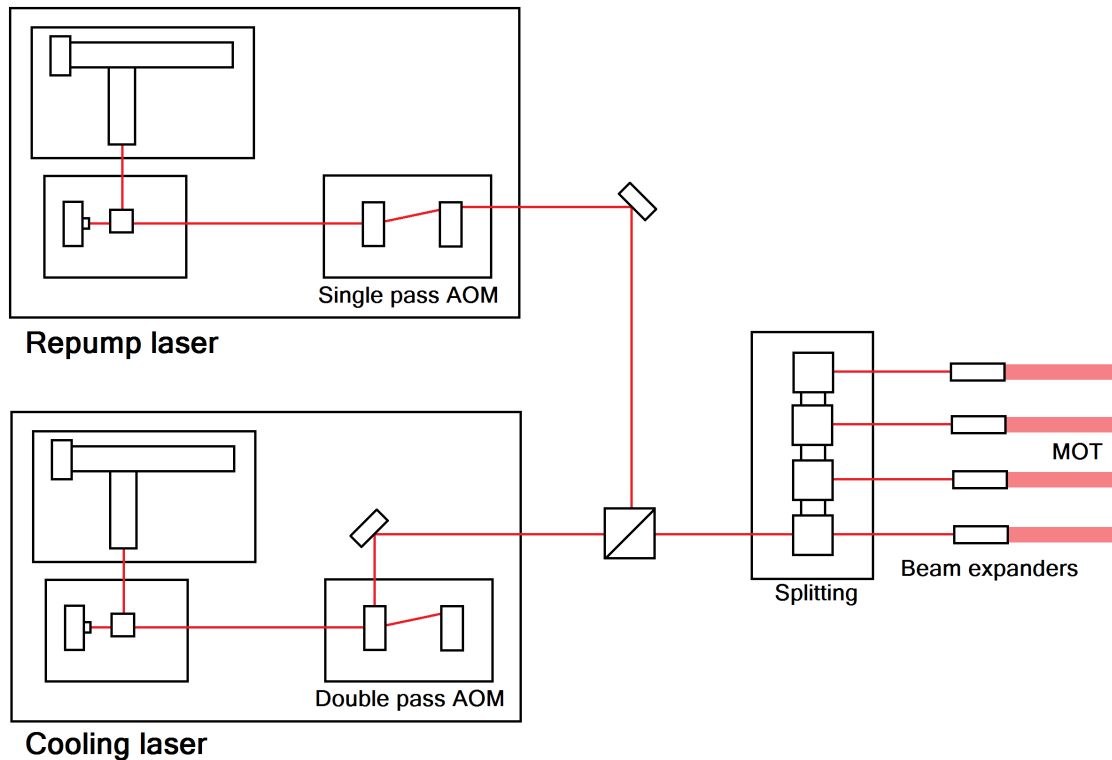 Single pass AOM
Repump laser
MOT
Beam expanders
Splitting
Double pass AOM
Cooling laser